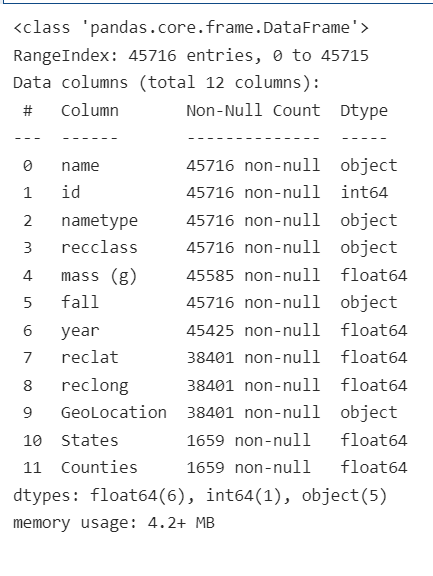 <class 'pandas.core.frame.DataFrame'>
RangeIndex: 45716 entries, 0 to 45715
Data columns (total 12 columns):
 #   Column       Non-Null Count  Dtype
---  ------       --------------  -----
 0   name         45716 non-null  object
 1   id           45716 non-null  int64
 2   nametype     45716 non-null  object
 3   recclass     45716 non-null  object
 4   mass (g)     45585 non-null  float64
 5   fall         45716 non-null  object
 6   year         45425 non-null  float64
 7   reclat       38401 non-null  float64
 8   reclong      38401 non-null  float64
 9   GeoLocation  38401 non-null  object
 10  States       1659 non-null   float64
 11  Counties     1659 non-null   float64
dtypes: float64(6), int64(1), object(5)
memory usage: 4.2+ MB